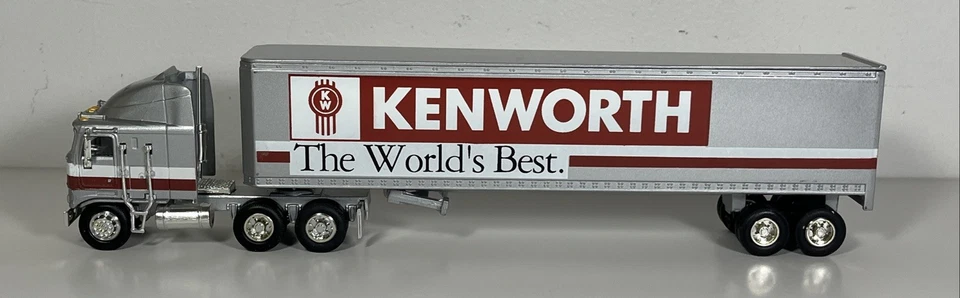 KW
KENWORTH
The World's Best.